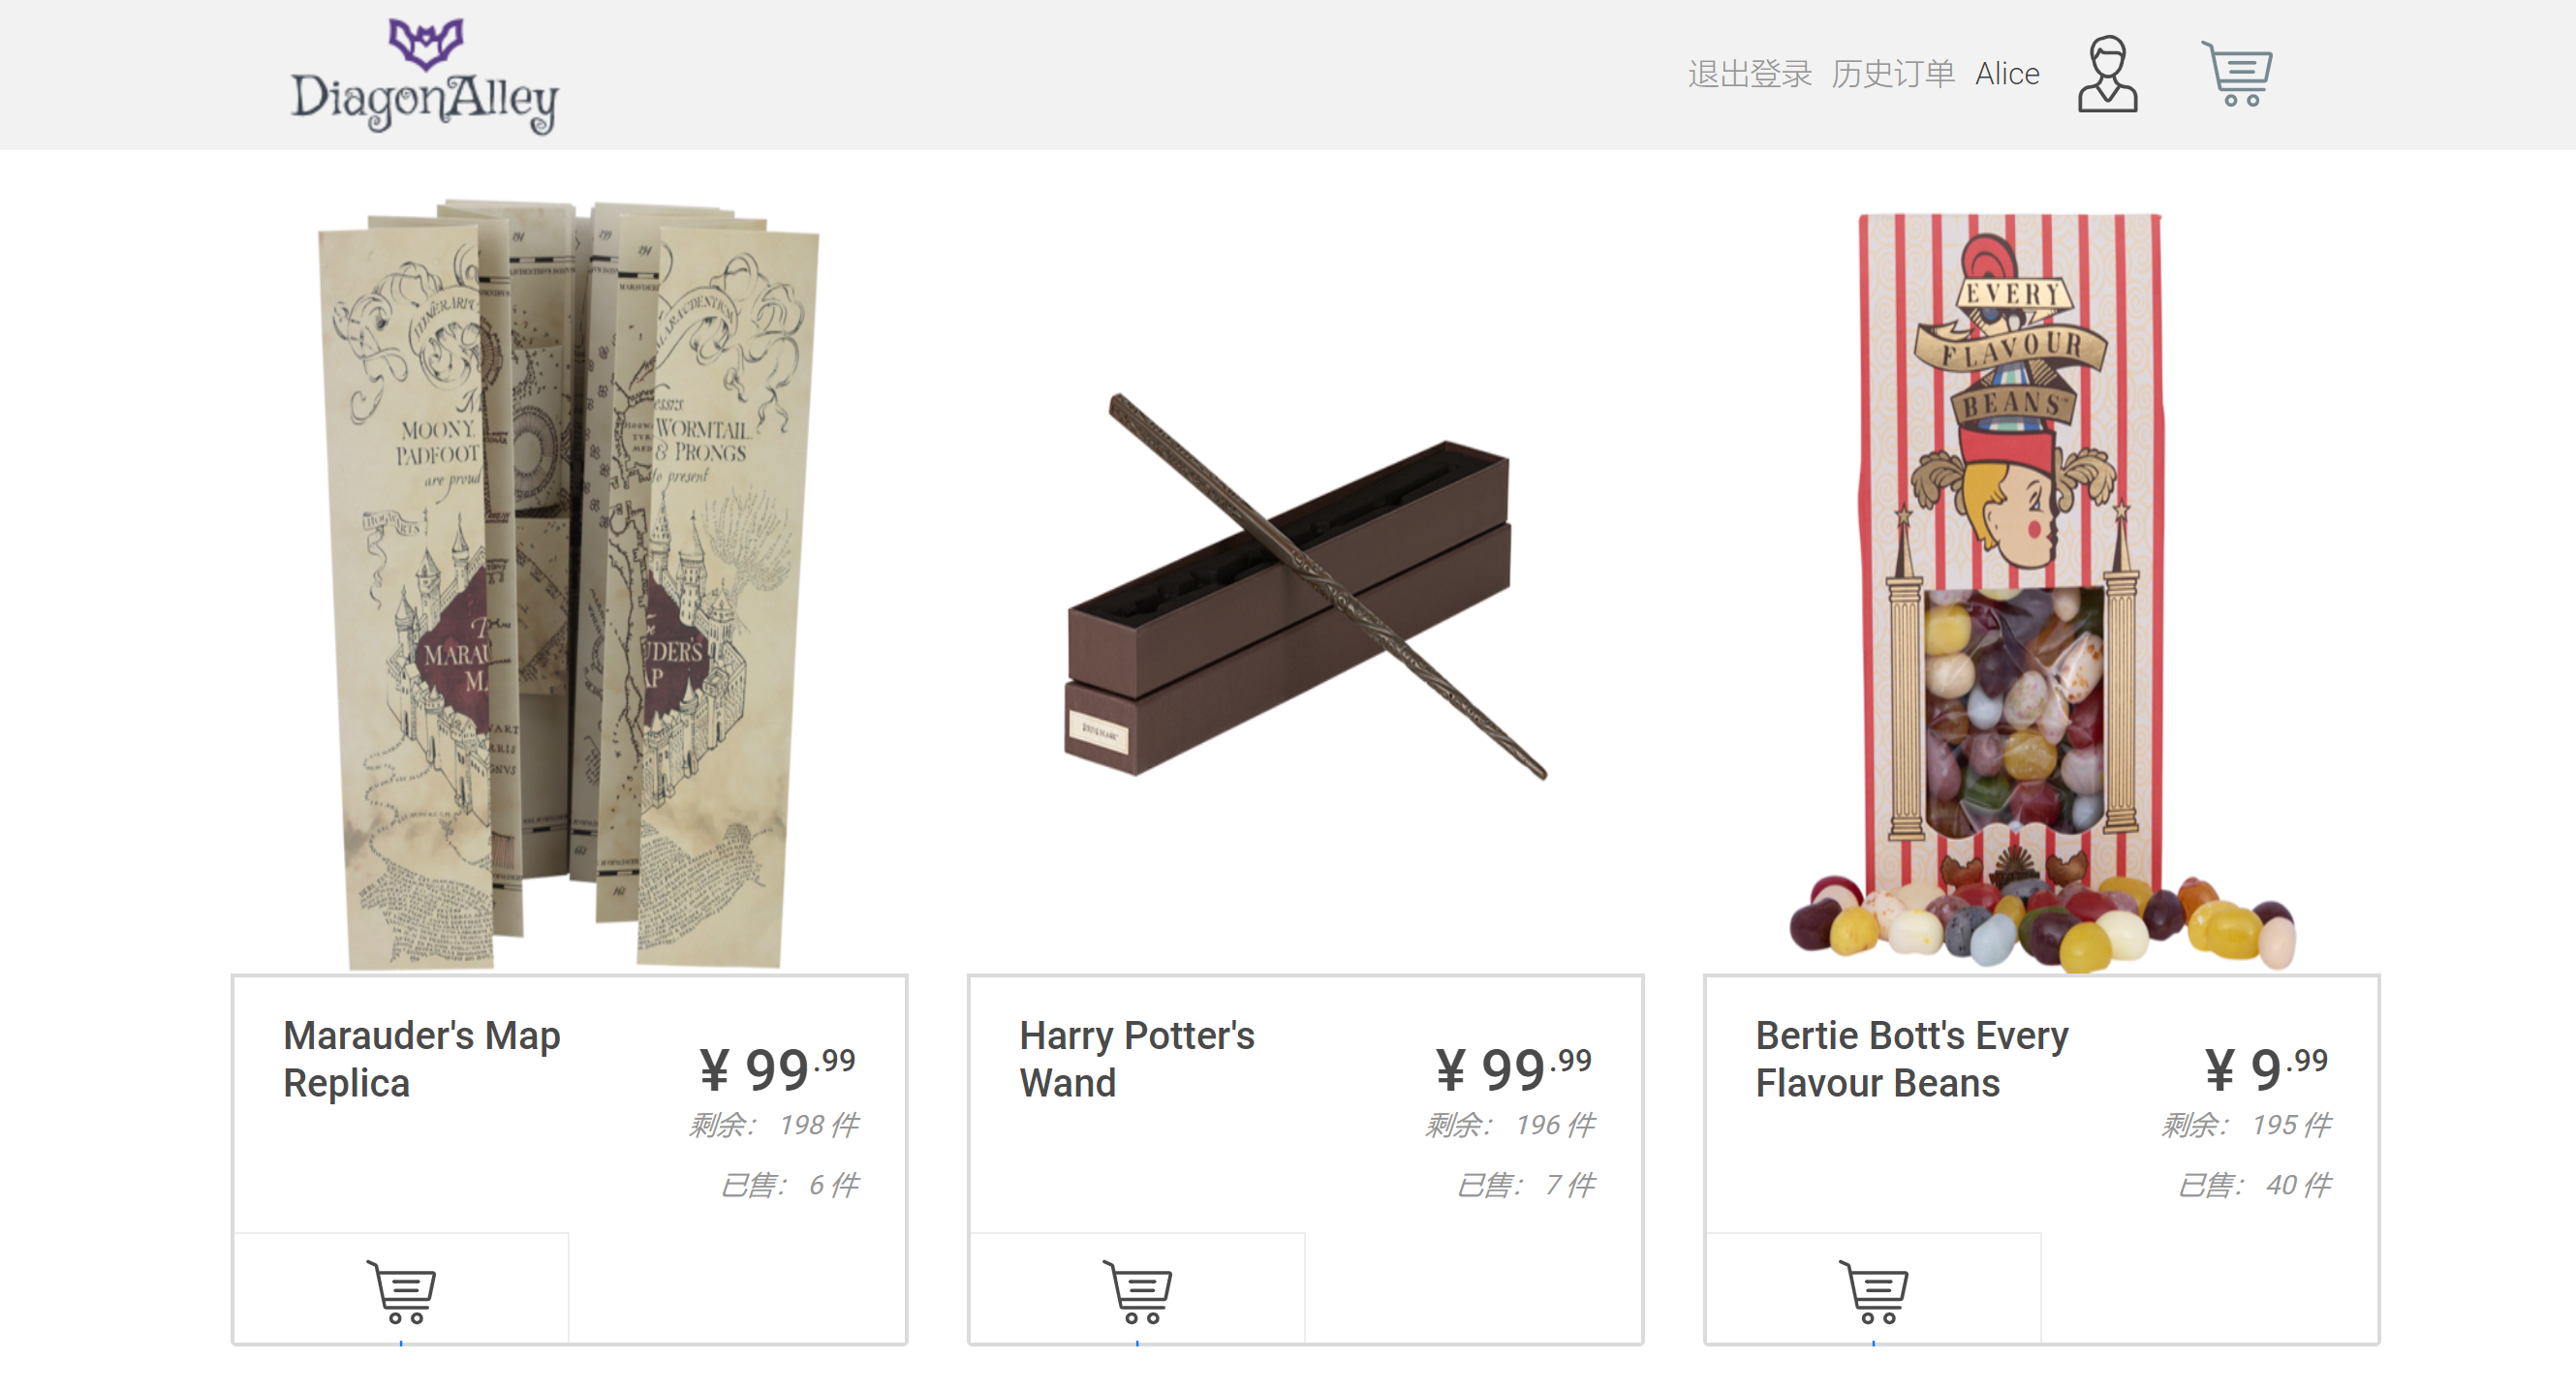 DiagonAlley
退出登录 历史订单 Alice
MOONY
PADFOOT
are proud
WORMTAIL
& PRONGS
to present
HOGWARTS
MARAU
UDER'S
EVERY
FLAVOUR
BEANS
Marauder's Map
Replica
¥ 99.99
剩余: 198 件
已售: 6 件
Harry Potter's
Wand
¥ 99.99
剩余: 196 件
已售: 7 件
Bertie Bott's Every
Flavour Beans
¥ 9.99
剩余: 195 件
已售: 40 件